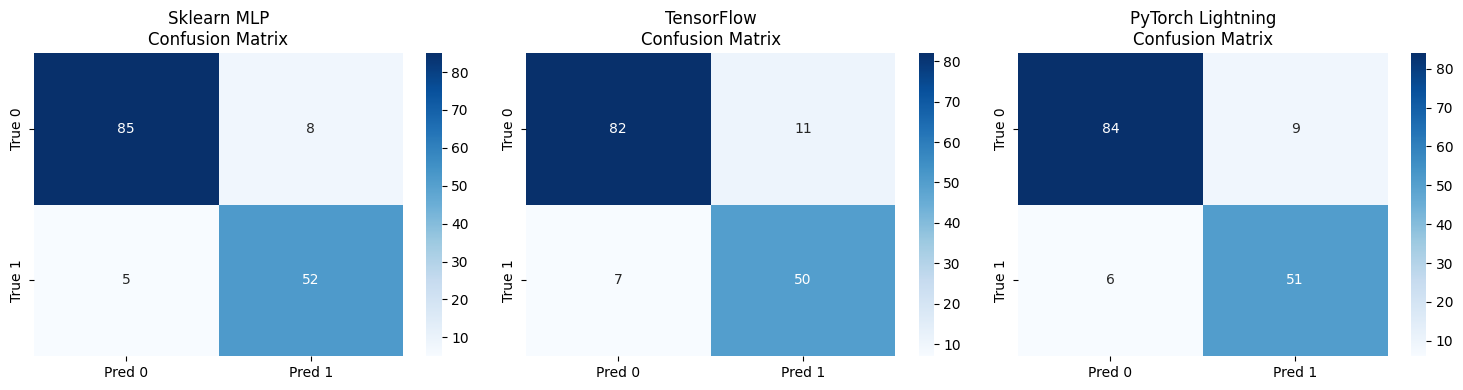 Sklearn MLP
Confusion Matrix
True 0
True 1
85
8
5
52
Pred 0
Pred 1
80
70
60
50
40
30
20
10
TensorFlow
Confusion Matrix
True 0
True 1
82
11
7
50
Pred 0
Pred 1
80
70
60
50
40
30
20
10
PyTorch Lightning
Confusion Matrix
True 0
True 1
84
9
6
51
Pred 0
Pred 1
80
70
60
50
40
30
20
10